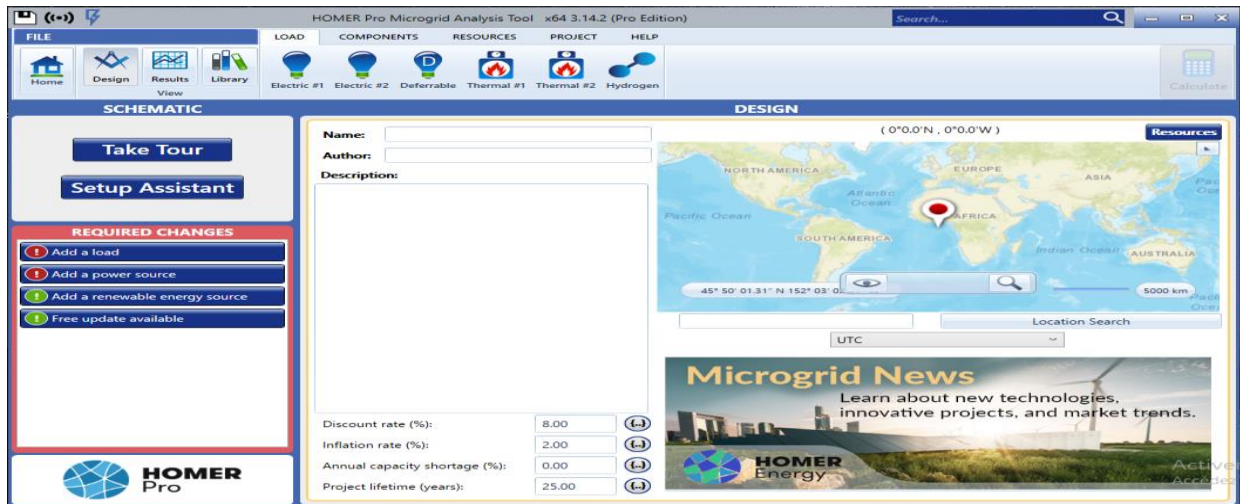 HOMER Pro Microgrid Analysis Tool x64 3.14.2 (Pro Edition)
Search...
FILE
LOAD COMPONENTS RESOURCES PROJECT HELP
Home Design Results Library
View
Electric #1 Electric #2 Deferrable Thermal #1 Thermal #2 Hydrogen
D
Calculate
SCHEMATIC
DESIGN
Take Tour
Setup Assistant
REQUIRED CHANGES
Add a load
Add a power source
Add a renewable energy source
Free update available
HOMER
Pro
Name:
Author:
Description:
Discount rate (%): 8.00 {..}
Inflation rate (%): 2.00 {..}
Annual capacity shortage (%): 0.00 {..}
Project lifetime (years): 25.00 {..}
( 0°0.0'N , 0°0.0'W )
Resources
NORTH AMERICA
EUROPE
ASIA
Atlantic
Ocean
Pacific Ocean
AFRICA
SOUTH AMERICA
Indian Ocean
AUSTRALIA
45° 50' 01.31" N 152° 03'
5000 km
Location Search
UTC
Microgrid News
Learn about new technologies,
innovative projects, and market trends.
HOMER
Energy
Active
Accédez